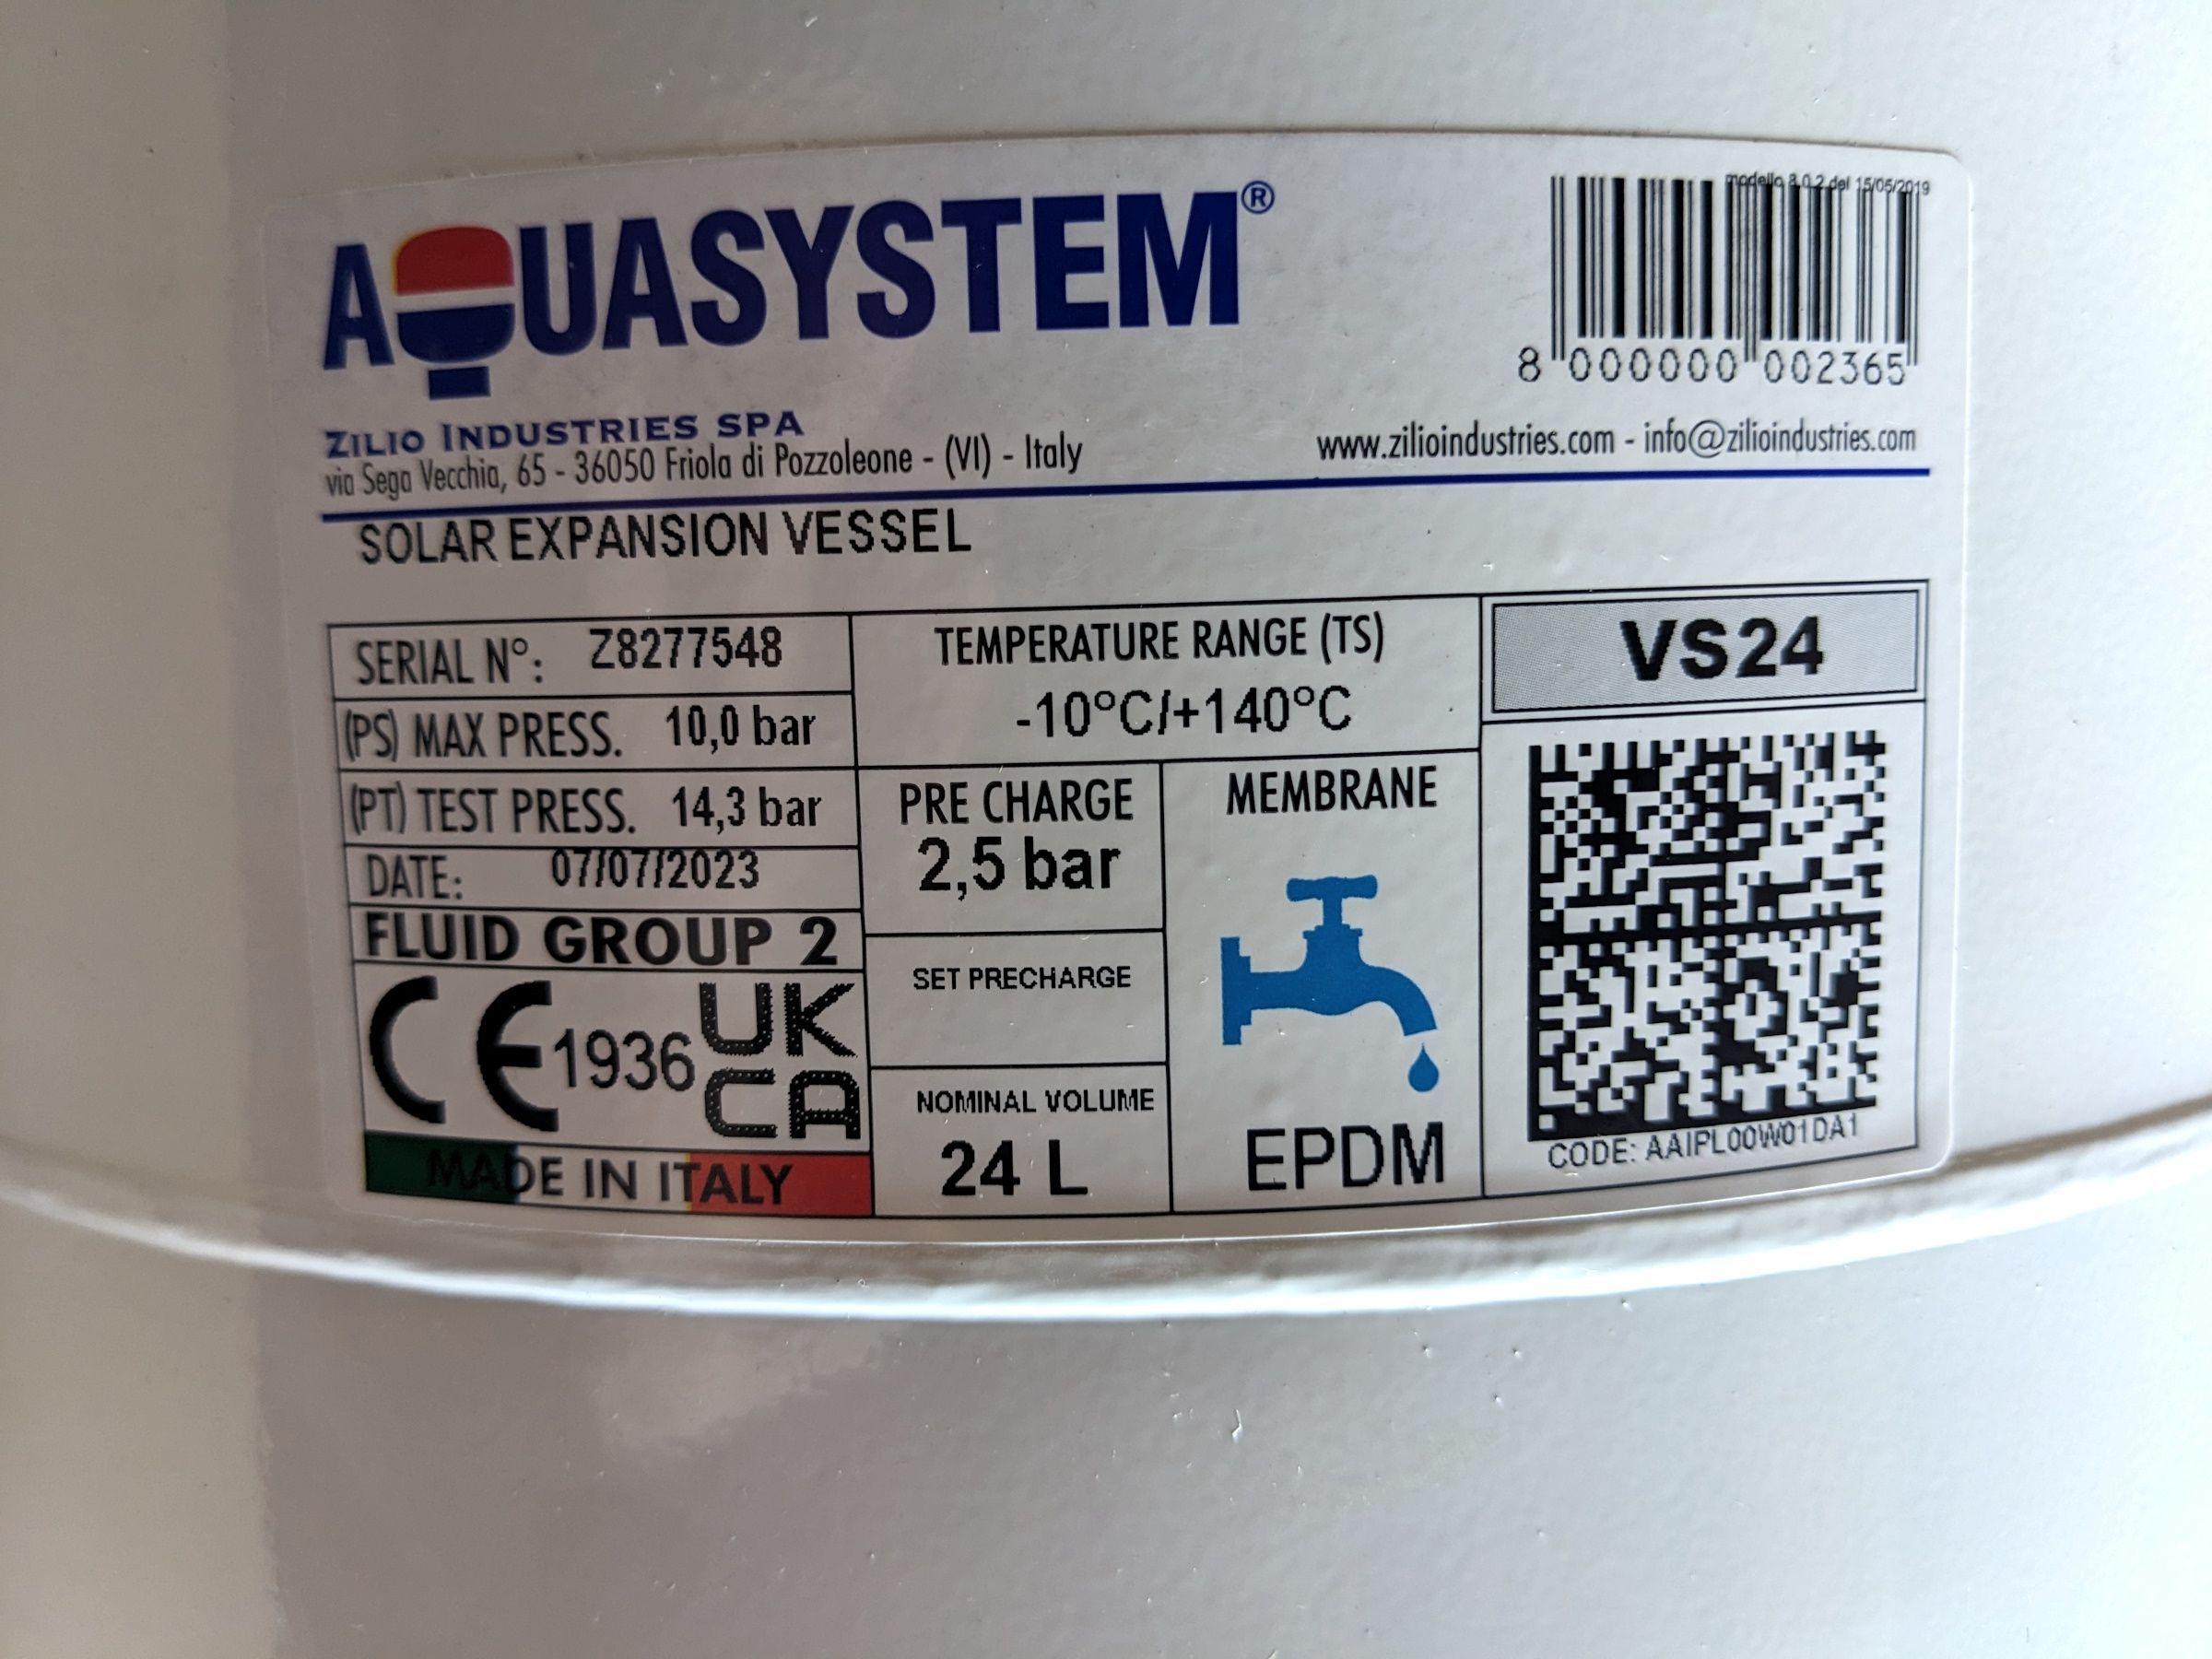 AQUASYSTEM®
modello 8.0.2 del 15/05/2019
8 000000 002365
ZILIO INDUSTRIES SPA
via Sega Vecchia, 65 - 36050 Friola di Pozzoleone - (VI) - Italy
www.zilioindustries.com - info@zilioindustries.com
SOLAR EXPANSION VESSEL
SERIAL N°: Z8277548
(PS) MAX PRESS. 10,0 bar
(PT) TEST PRESS. 14,3 bar
DATE: 07/07/2023
FLUID GROUP 2
CE 1936 UK
CA
MADE IN ITALY
TEMPERATURE RANGE (TS)
-10°C/+140°C
PRE CHARGE
2,5 bar
SET PRECHARGE
NOMINAL VOLUME
24 L
MEMBRANE
EPDM
VS24
CODE: AAIPL00W01DA1